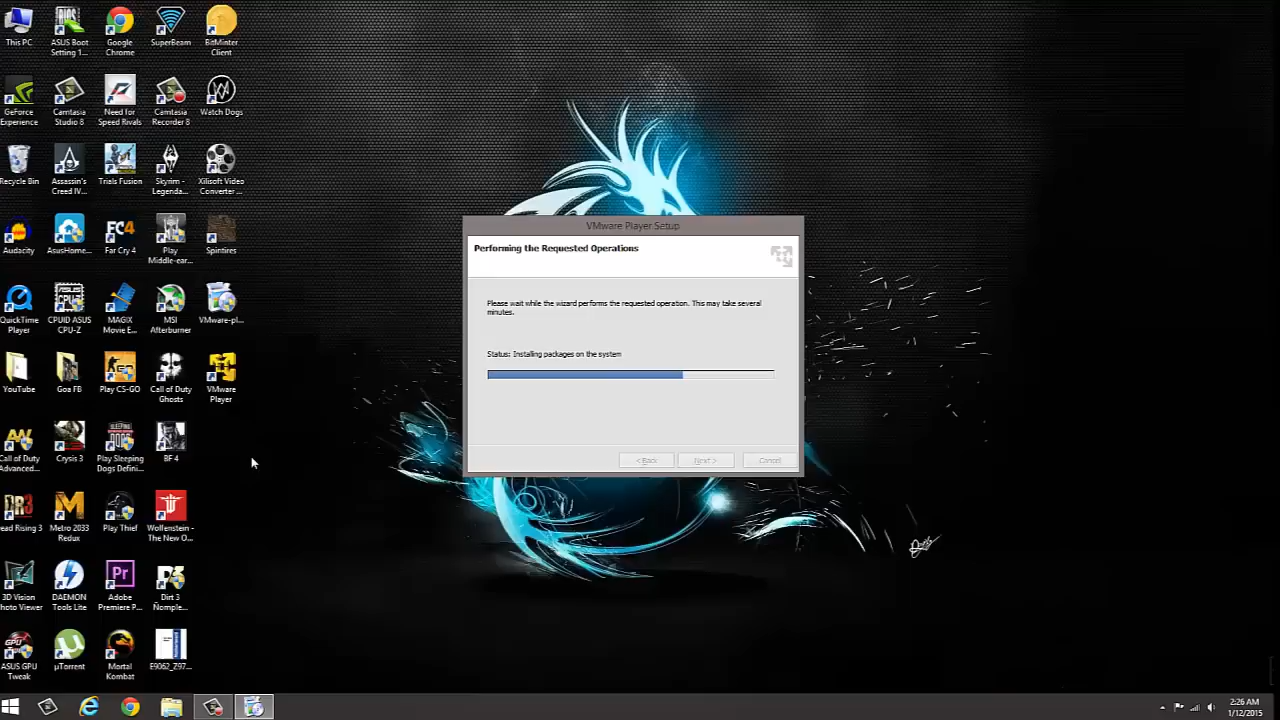 This PC
ASUS Boot
Setting 1...
Google
Chrome
SuperBeam
BitMinter
Client
GeForce
Experience
Camtasia
Studio 8
Need for
Speed Rivals
Camtasia
Recorder 8
Watch Dogs
Recycle Bin
Assassin's
Creed IV...
Trials Fusion
Skyrim -
Legenda...
Xilisoft Video
Converter ...
Audacity
AsusHome...
FC4
Far Cry 4
Play
Middle-ear...
Spintires
QuickTime
Player
CPUID ASUS
CPU-Z
MAGIX
Movie E...
MSI
Afterburner
VMware-pl...
YouTube
Goa FB
Play CS-GO
Call of Duty
Ghosts
VMware
Player
Call of Duty
Advanced...
Crysis 3
Play Sleeping
Dogs Defini...
BF 4
DR3
ead Rising 3
Metro 2033
Redux
Play Thief
Wolfenstein -
The New O...
3D Vision
hoto Viewer
DAEMON
Tools Lite
Pr
Adobe
Premiere P...
Dirt 3
Ñomple...
ASUS GPU
Tweak
µTorrent
Mortal
Kombat
E9062_Z97...
VMware Player Setup
Performing the Requested Operations
Please wait while the wizard performs the requested operation. This may take several
minutes.
Status: Installing packages on the system
< Back
Next >
Cancel
2:26 AM
1/12/2015